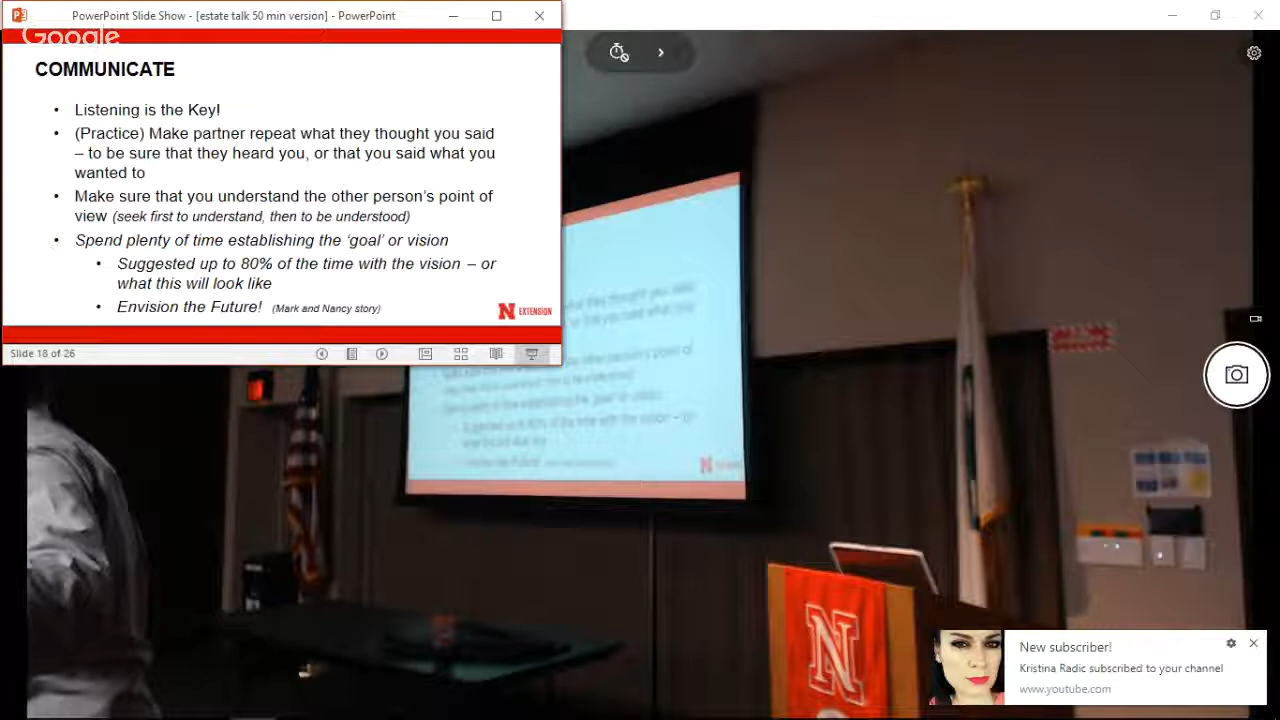 PowerPoint Slide Show - [estate talk 50 min version] - PowerPoint
Google
COMMUNICATE
• Listening is the Key!
• (Practice) Make partner repeat what they thought you said
– to be sure that they heard you, or that you said what you
wanted to
• Make sure that you understand the other person's point of
view (seek first to understand, then to be understood)
• Spend plenty of time establishing the 'goal' or vision
• Suggested up to 80% of the time with the vision – or
what this will look like
• Envision the Future! (Mark and Nancy story)
N EXTENSION
Slide 18 of 26
N
N
New subscriber!
Kristina Radic subscribed to your channel
www.youtube.com